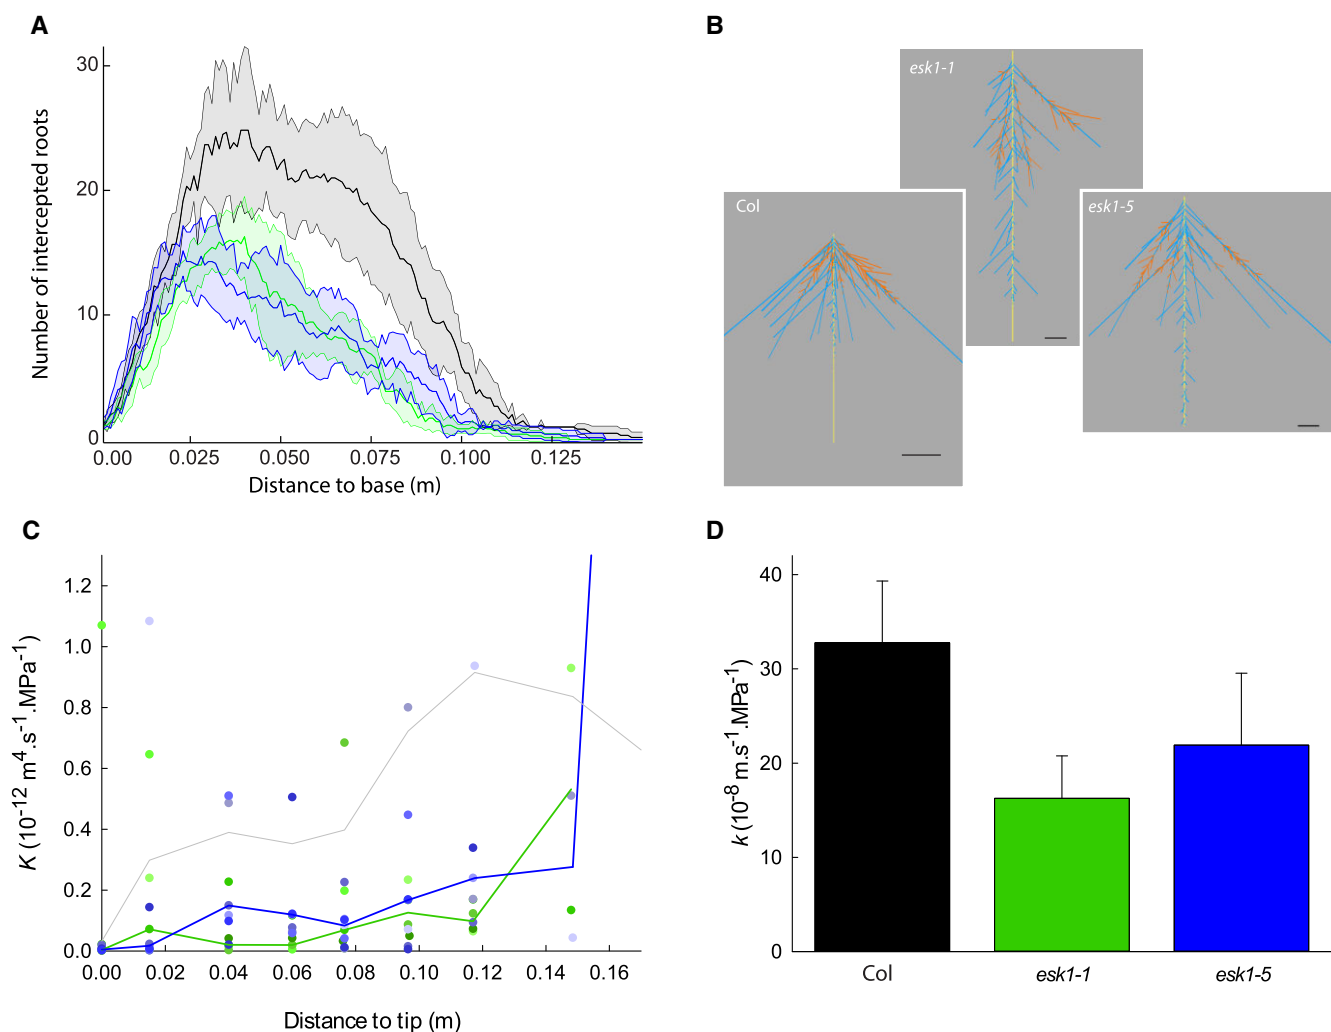 A
Number of intercepted roots
30
20
10
0
0.00
0.025
0.050
0.075
0.100
0.125
Distance to base (m)
B
esk1-1
Col
esk1-5
C
K (10⁻¹² m⁴.s⁻¹.MPa⁻¹)
1.2
1.0
0.8
0.6
0.4
0.2
0.0
0.00
0.02
0.04
0.06
0.08
0.10
0.12
0.14
0.16
Distance to tip (m)
D
k (10⁻⁸ m.s⁻¹.MPa⁻¹)
40
30
20
10
0
Col
esk1-1
esk1-5